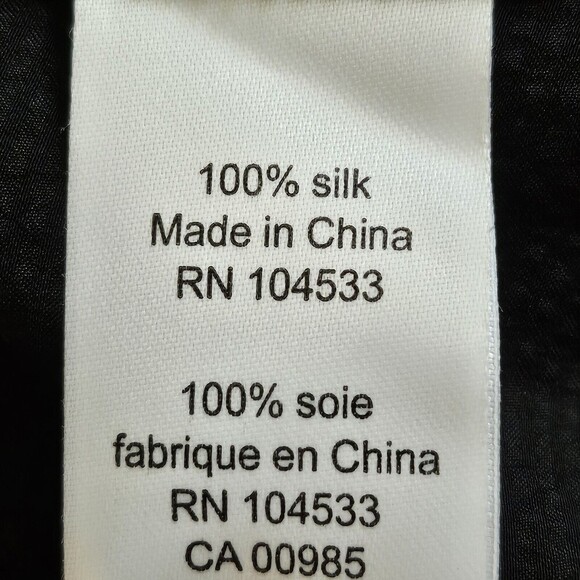 100% silk
Made in China
RN 104533
100% soie
fabrique en China
RN 104533
CA 00985